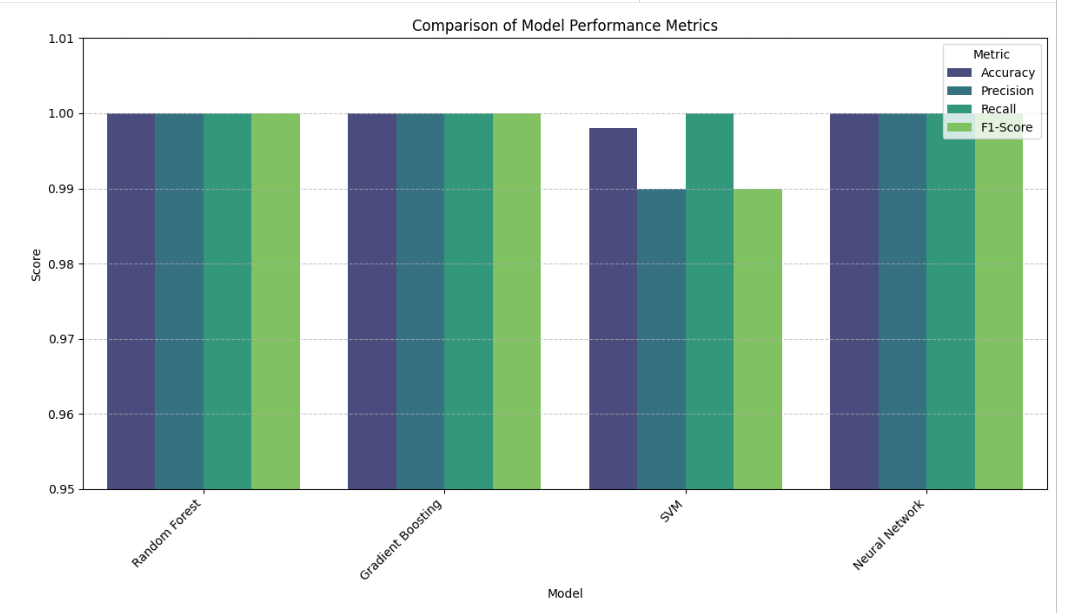 Comparison of Model Performance Metrics
1.01
1.00
0.99
0.98
0.97
0.96
0.95
Score
Metric
Accuracy
Precision
Recall
F1-Score
Random Forest
Gradient Boosting
SVM
Neural Network
Model